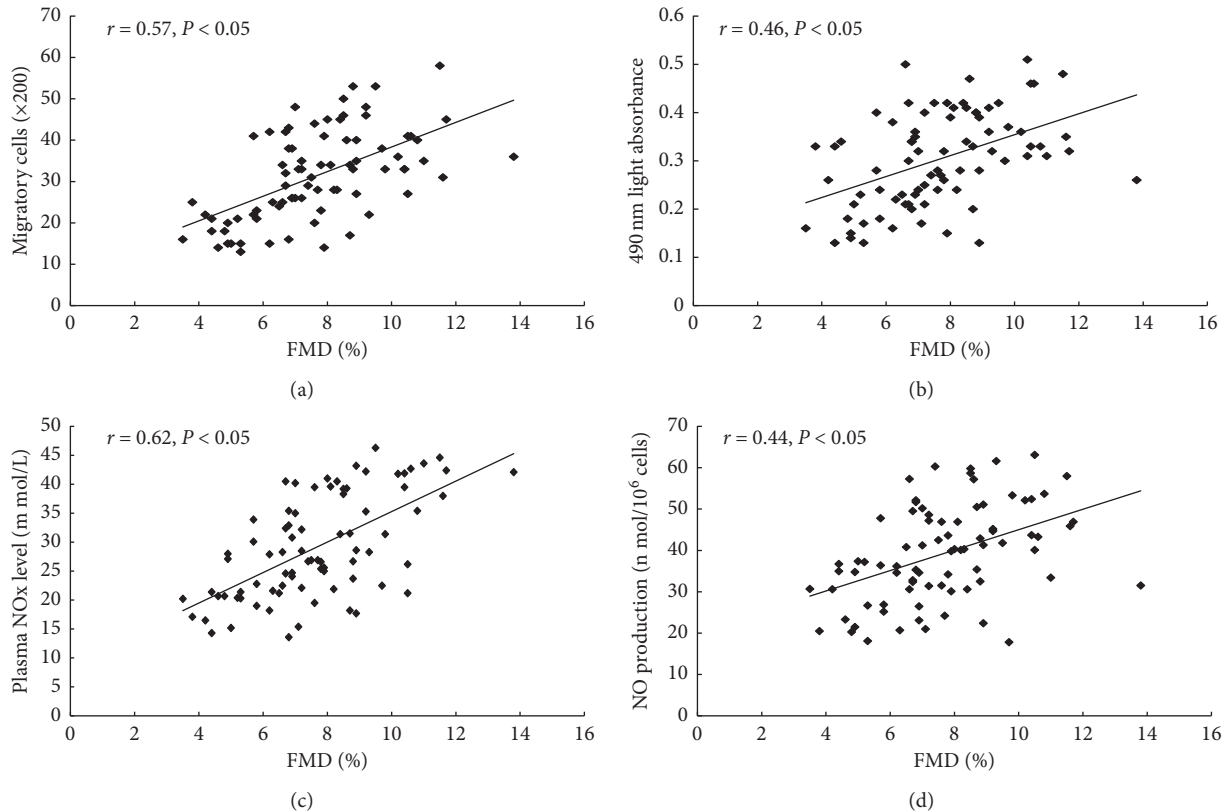 r = 0.57, P < 0.05
Migratory cells (×200)
70
60
50
40
30
20
10
0
0 2 4 6 8 10 12 14 16
FMD (%)
(a)
r = 0.46, P < 0.05
490 nm light absorbance
0.6
0.5
0.4
0.3
0.2
0.1
0.0
0 2 4 6 8 10 12 14 16
FMD (%)
(b)
r = 0.62, P < 0.05
Plasma NOx level (m mol/L)
50
45
40
35
30
25
20
15
10
5
0
0 2 4 6 8 10 12 14 16
FMD (%)
(c)
r = 0.44, P < 0.05
NO production (n mol/10⁶ cells)
70
60
50
40
30
20
10
0
0 2 4 6 8 10 12 14 16
FMD (%)
(d)